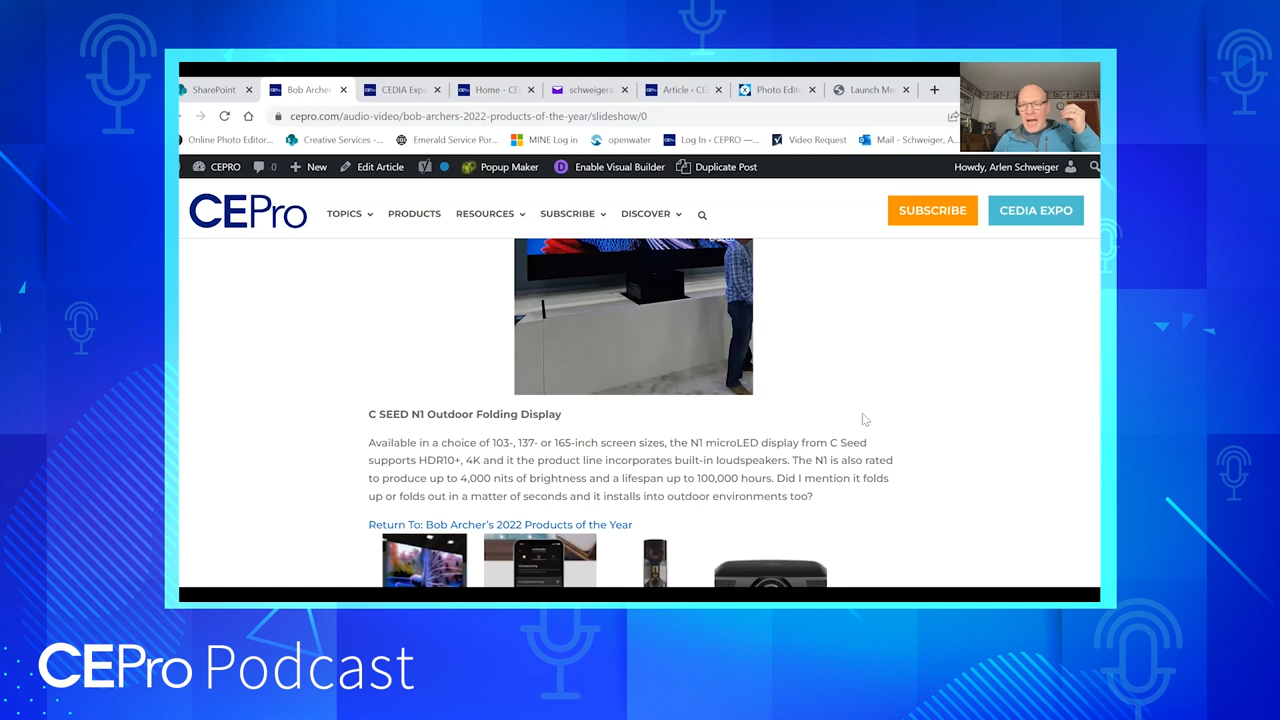 SharePoint
Bob Archer
CEDIA Exp
Home - CE
schweigera
Article ‹ CE
Photo Edito
Launch Me
cepro.com/audio-video/bob-archers-2022-products-of-the-year/slideshow/0
Online Photo Editor...
Creative Services -...
Emerald Service Por...
MINE Log in
openwater
Log In ‹ CEPRO —...
Video Request
Mail - Schweiger, A...
CEPRO
0
New
Edit Article
Popup Maker
D
Enable Visual Builder
Duplicate Post
Howdy, Arlen Schweiger
CEPro
TOPICS
PRODUCTS
RESOURCES
SUBSCRIBE
DISCOVER
SUBSCRIBE
CEDIA EXPO
C SEED N1 Outdoor Folding Display
Available in a choice of 103-, 137- or 165-inch screen sizes, the N1 microLED display from C Seed
supports HDR10+, 4K and it the product line incorporates built-in loudspeakers. The N1 is also rated
to produce up to 4,000 nits of brightness and a lifespan up to 100,000 hours. Did I mention it folds
up or folds out in a matter of seconds and it installs into outdoor environments too?
Return To: Bob Archer's 2022 Products of the Year
CEPro Podcast